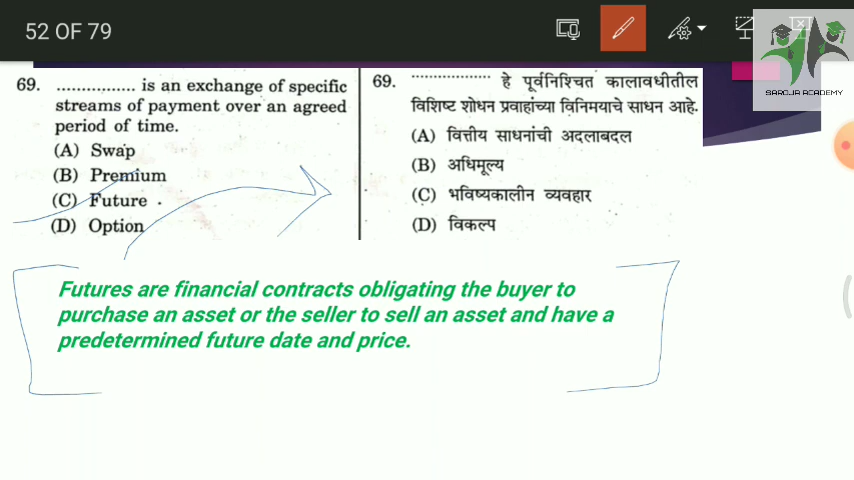 52 OF 79
SAROJA ACADEMY
69. ................ is an exchange of specific
streams of payment over an agreed
period of time.
(A) Swap
(B) Premium
(C) Future
(D) Option
69. .................. हे पूर्वनिश्चित कालावधीतील
विशिष्ट शोधन प्रवाहांच्या विनिमयाचे साधन आहे.
(A) वित्तीय साधनांची अदलाबदल
(B) अधिमूल्य
(C) भविष्यकालीन व्यवहार
(D) विकल्प
Futures are financial contracts obligating the buyer to
purchase an asset or the seller to sell an asset and have a
predetermined future date and price.